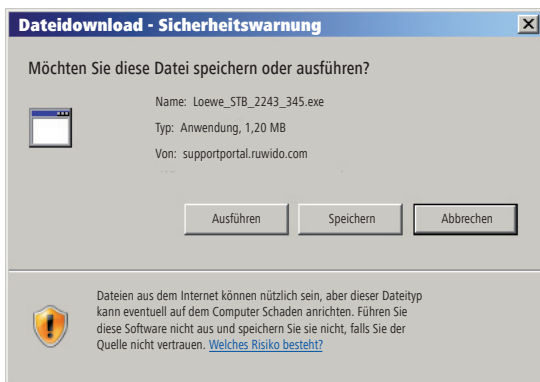 Dateidownload - Sicherheitswarnung
Möchten Sie diese Datei speichern oder ausführen?
Name: Loewe_STB_2243_345.exe
Typ: Anwendung, 1,20 MB
Von: supportportal.ruwido.com
Ausführen Speichern Abbrechen
Dateien aus dem Internet können nützlich sein, aber dieser Dateityp
kann eventuell auf dem Computer Schaden anrichten. Führen Sie
diese Software nicht aus und speichern Sie sie nicht, falls Sie der
Quelle nicht vertrauen. Welches Risiko besteht?